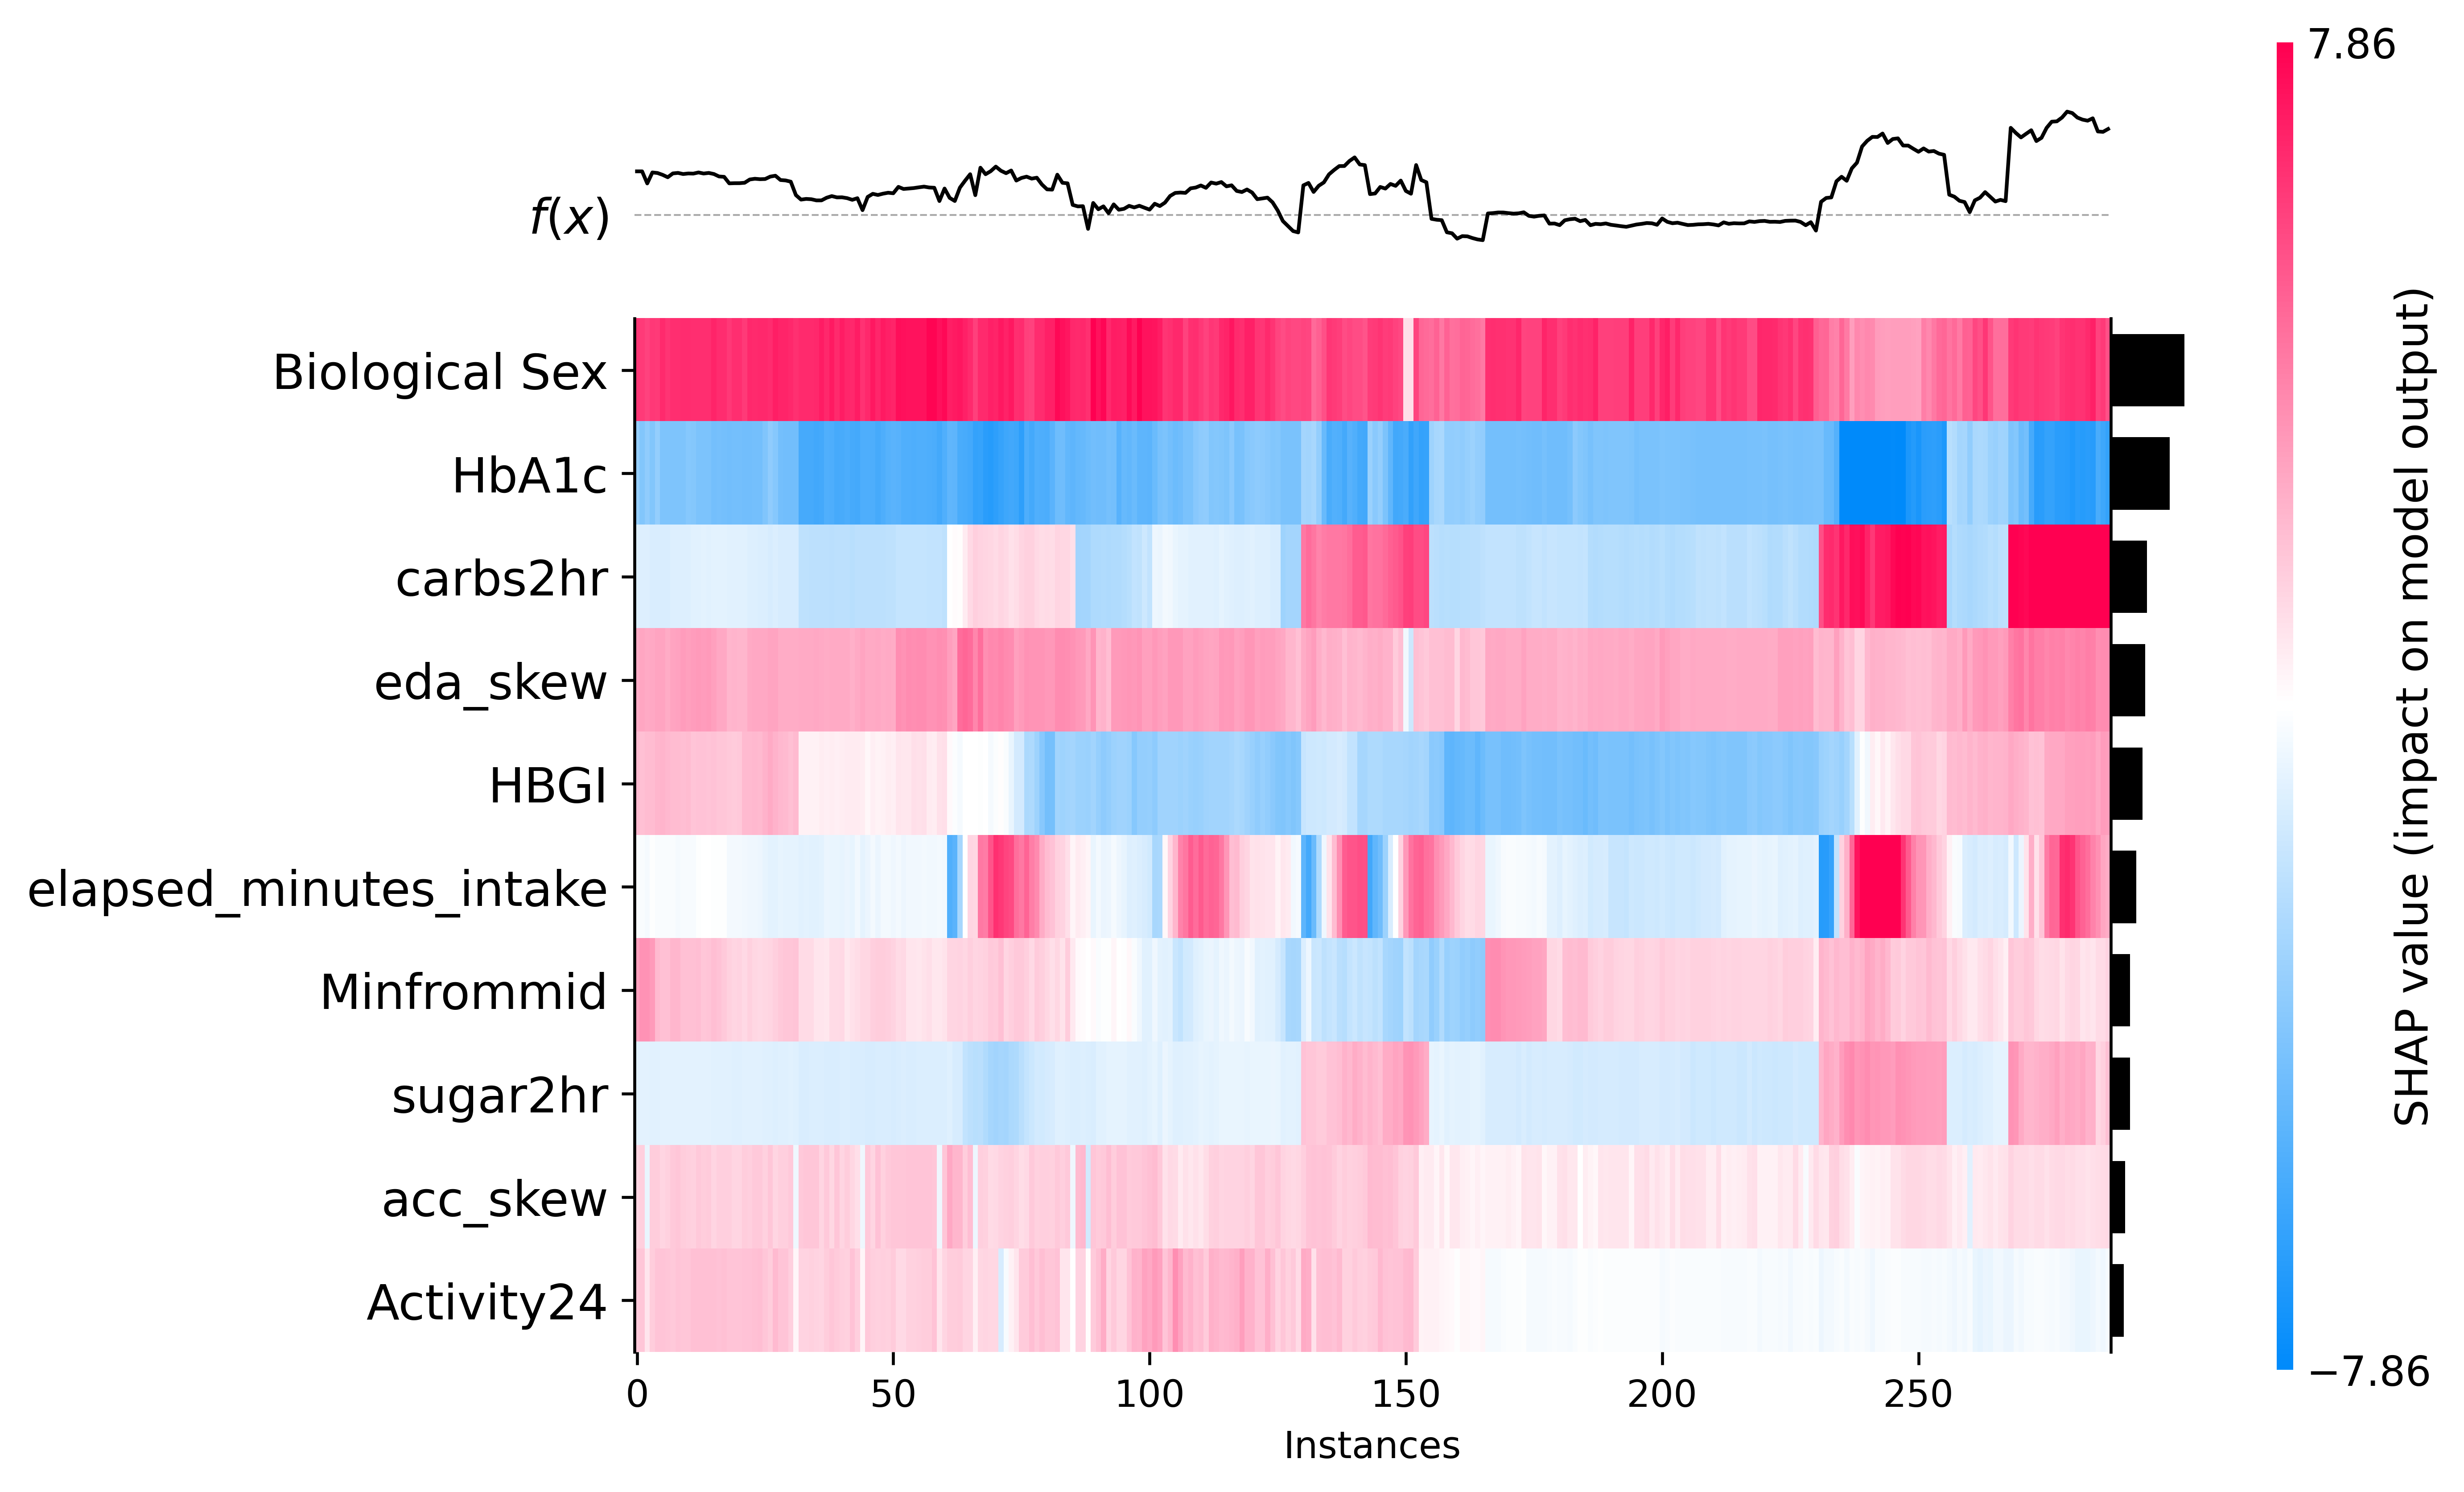 7.86
f(x)
Biological Sex
HbA1c
carbs2hr
eda_skew
HBGI
elapsed_minutes_intake
Minfrommid
sugar2hr
acc_skew
Activity24
0 50 100 150 200 250
Instances
−7.86
SHAP value (impact on model output)